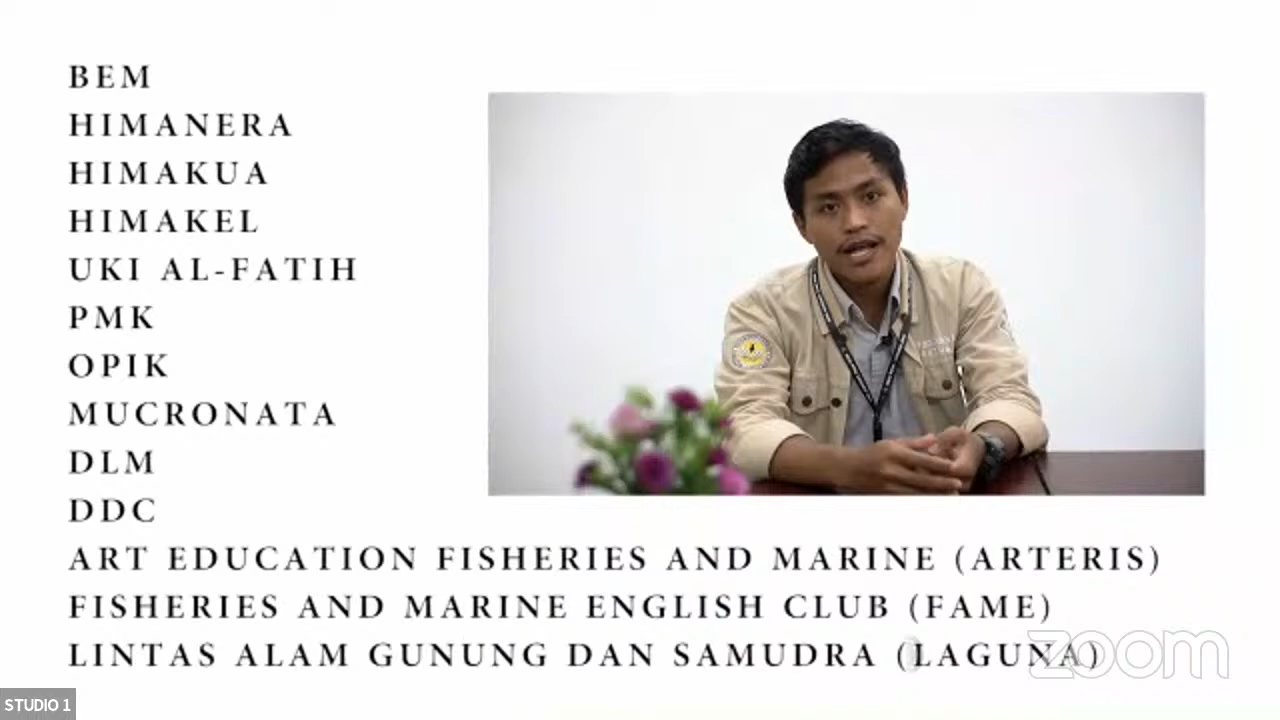 BEM
HIMANERA
HIMAKUA
HIMAKEL
UKI AL-FATIH
PMK
OPIK
MUCRONATA
DLM
DDC
ART EDUCATION FISHERIES AND MARINE (ARTERIS)
FISHERIES AND MARINE ENGLISH CLUB (FAME)
LINTAS ALAM GUNUNG DAN SAMUDRA (LAGUNA)
zoom
STUDIO 1